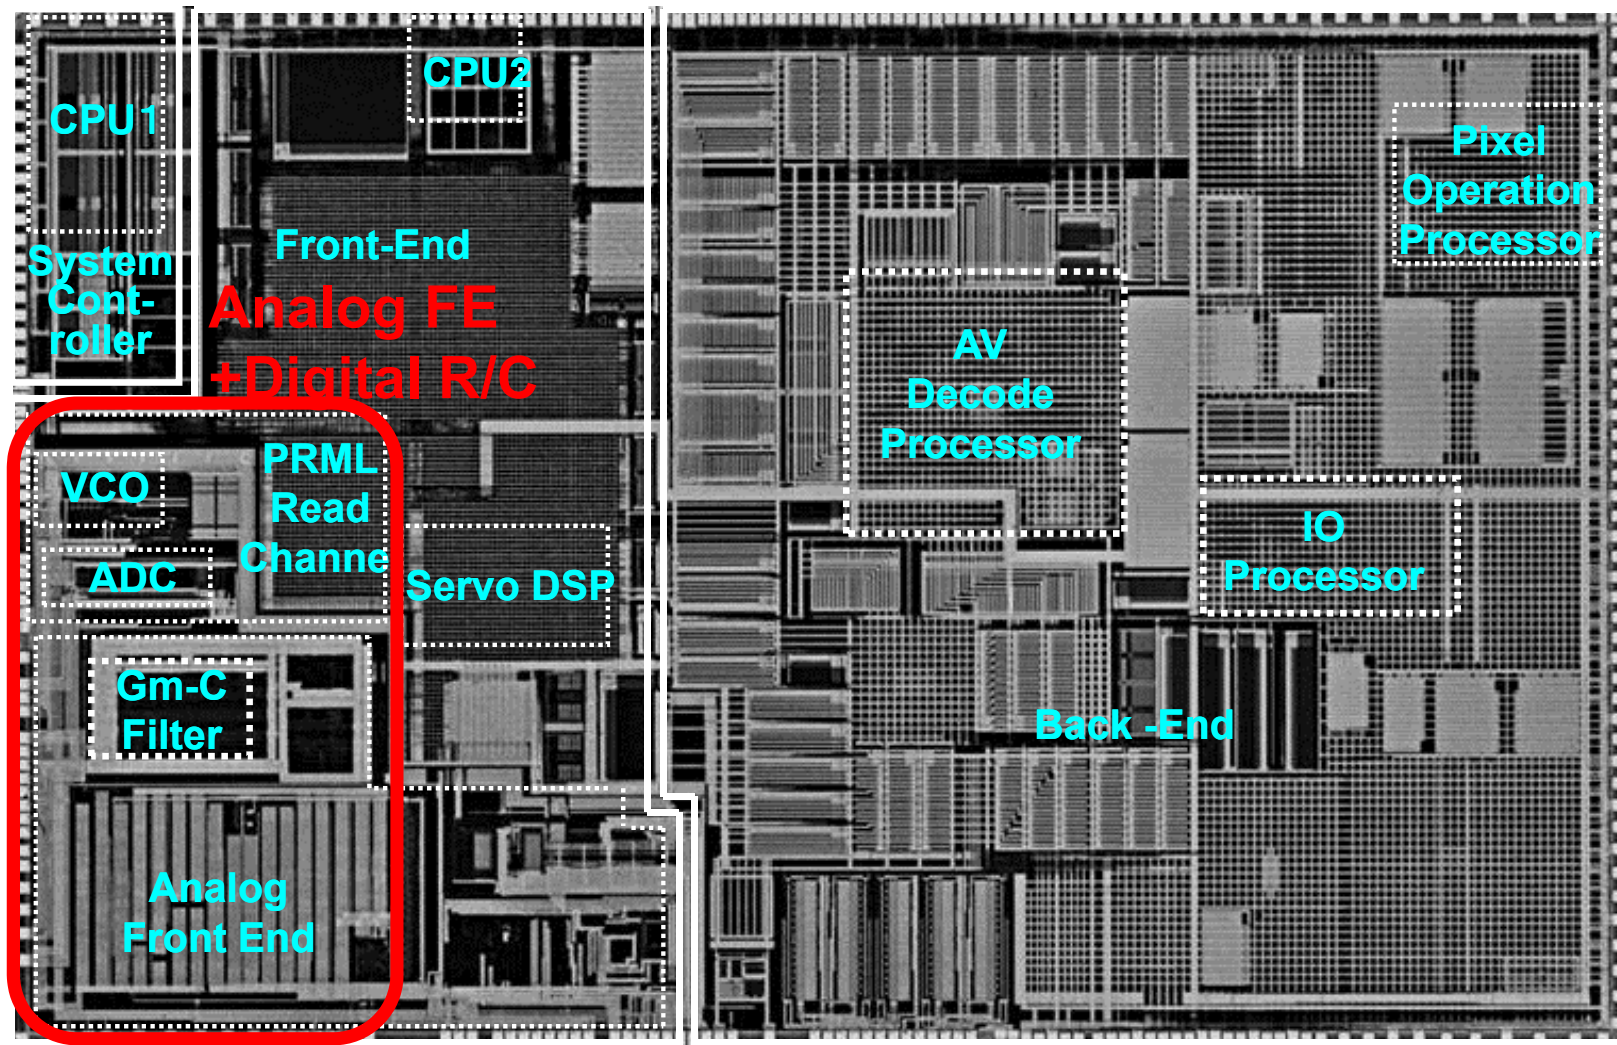 CPU1
System
Cont-
roller
CPU2
Front-End
Analog FE
+Digital R/C
VCO
PRML
Read
Channe
ADC
Servo DSP
Gm-C
Filter
Analog
Front End
AV
Decode
Processor
Pixel
Operation
Processor
IO
Processor
Back -End